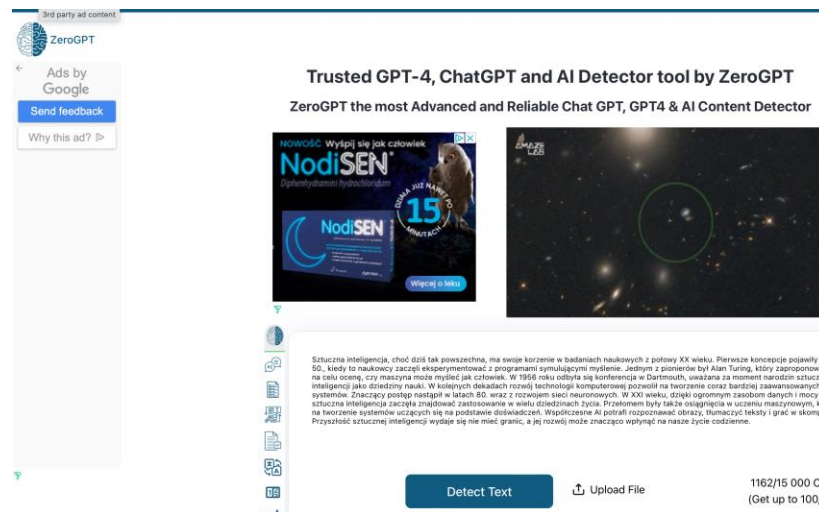 3rd party ad content
ZeroGPT
Ads by
Google
Send feedback
Why this ad?
Trusted GPT-4, ChatGPT and AI Detector tool by ZeroGPT
ZeroGPT the most Advanced and Reliable Chat GPT, GPT4 & AI Content Detector
NOWOŚĆ Wyśpij się jak człowiek
NodiSEN
Diphenhydramini hydrochloridum
DZIAŁA JUŻ NAWET PO
15
MINUTACH
NodiSEN
Więcej o leku
AMAZE
LAB
Sztuczna inteligencja, choć dziś tak powszechna, ma swoje korzenie w badaniach naukowych z połowy XX wieku. Pierwsze koncepcje pojawiły
50., kiedy to naukowcy zaczęli eksperymentować z programami symulującymi myślenie. Jednym z pionierów był Alan Turing, który zaproponow
na celu ocenę, czy maszyna może myśleć jak człowiek. W 1956 roku odbyła się konferencja w Dartmouth, uważana za moment narodzin sztucz
inteligencji jako dziedziny nauki. W kolejnych dekadach rozwój technologii komputerowej pozwolił na tworzenie coraz bardziej zaawansowanych
systemów. Znaczący postęp nastąpił w latach 80. wraz z rozwojem sieci neuronowych. W XXI wieku, dzięki ogromnym zasobom danych i mocy
sztuczna inteligencja zaczęła znajdować zastosowanie w wielu dziedzinach życia. Przełomem były także osiągnięcia w uczeniu maszynowym, k
na tworzenie systemów uczących się na podstawie doświadczeń. Współczesne AI potrafi rozpoznawać obrazy, tłumaczyć teksty i grać w skomp
Przyszłość sztucznej inteligencji wydaje się nie mieć granic, a jej rozwój może znacząco wpłynąć na nasze życie codzienne.
Detect Text
Upload File
1162/15 000 C
(Get up to 100,